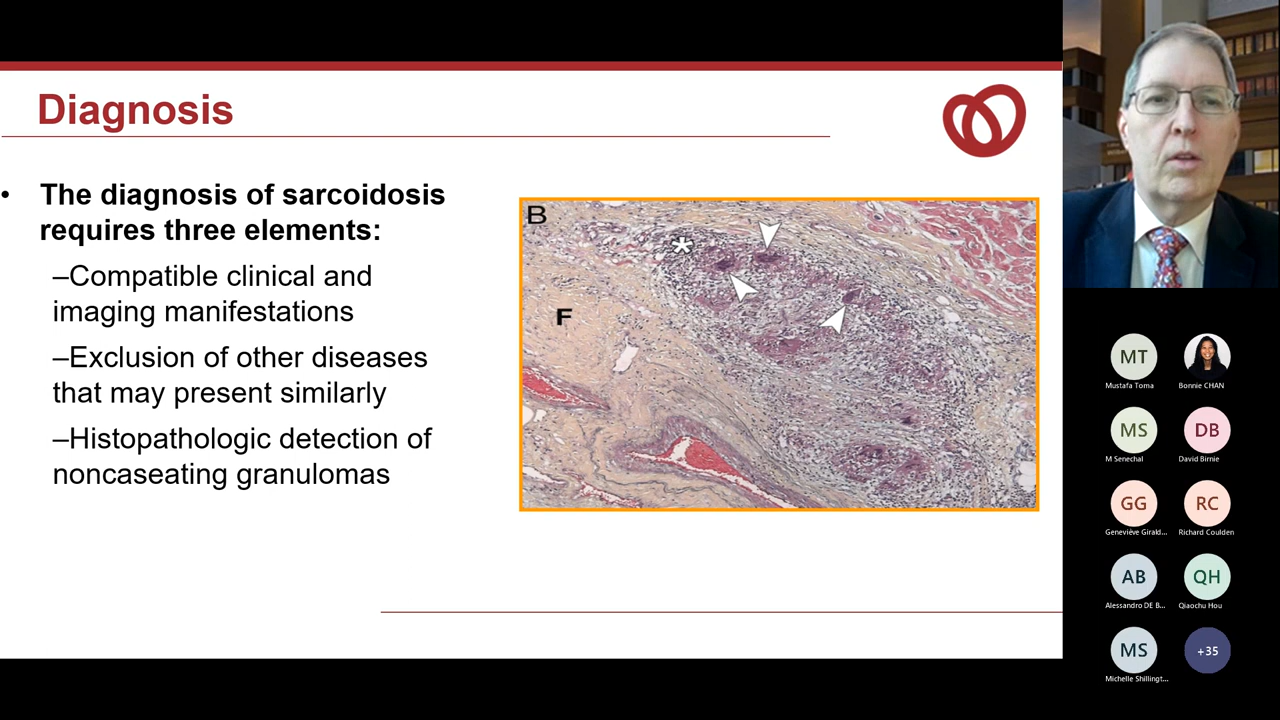 Diagnosis
• The diagnosis of sarcoidosis
requires three elements:
–Compatible clinical and
imaging manifestations
–Exclusion of other diseases
that may present similarly
–Histopathologic detection of
noncaseating granulomas
B
*
F
MT
Mustafa Toma
Bonnie CHAN
MS
M Senechal
DB
David Birnie
GG
Geneviève Girald...
RC
Richard Coulden
AB
Alessandro DE B...
QH
Qiaochu Hou
MS
Michelle Shillingt...
+35